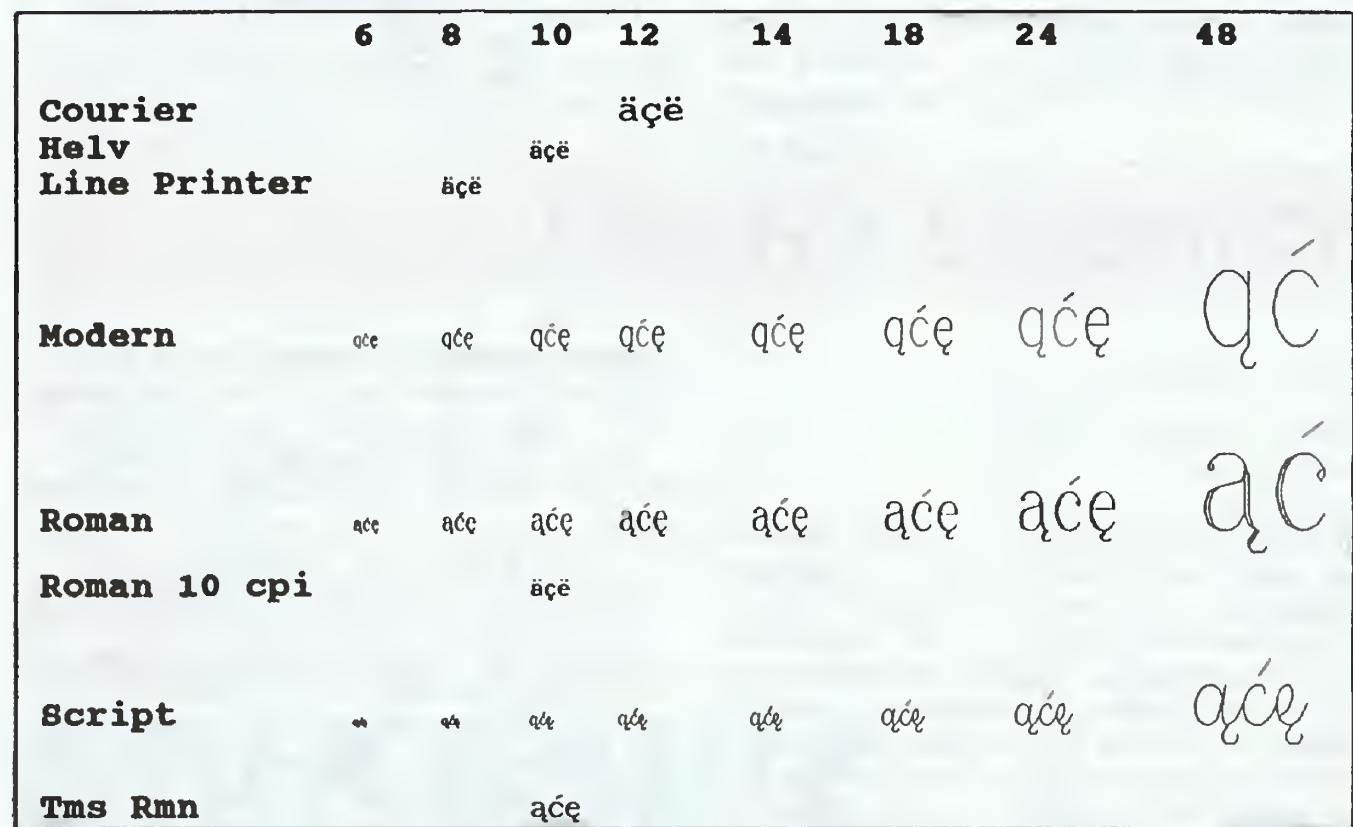 6 8 10 12 14 18 24 48
Courier äçë
Helv äçë
Line Printer äçë
Modern ąćę ąćę ąćę ąćę ąćę ąćę ąćę ąć
Roman ąćę ąćę ąćę ąćę ąćę ąćę ąćę ąć
Roman 10 cpi äçë
Script ąćę ąćę ąćę ąćę ąćę ąćę
Tms Rmn ąćę